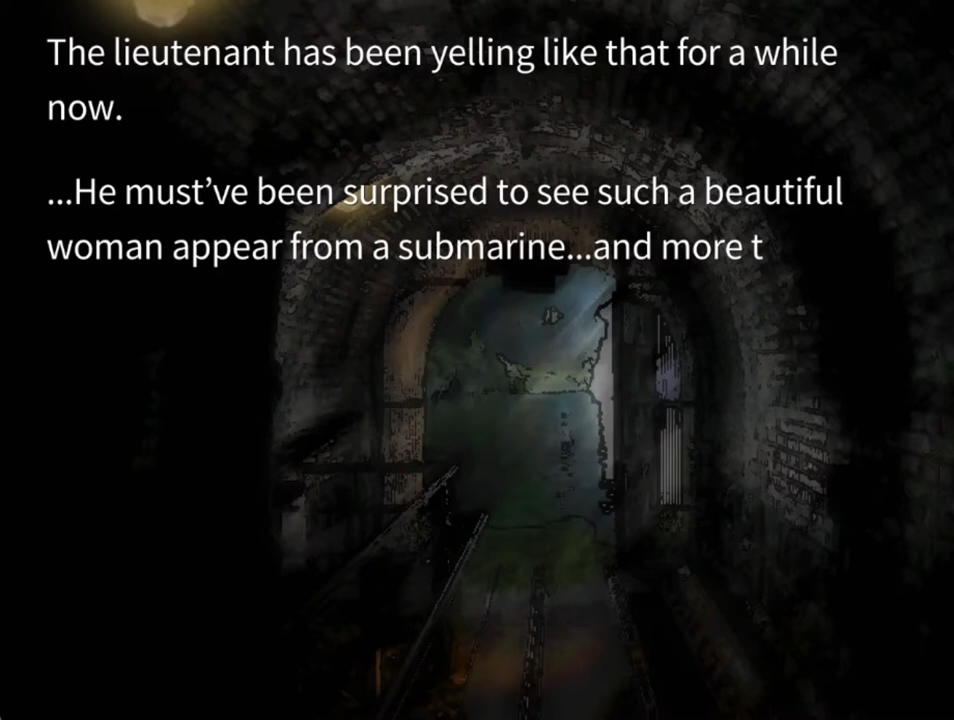 The lieutenant has been yelling like that for a while
now.
...He must’ve been surprised to see such a beautiful
woman appear from a submarine...and more t